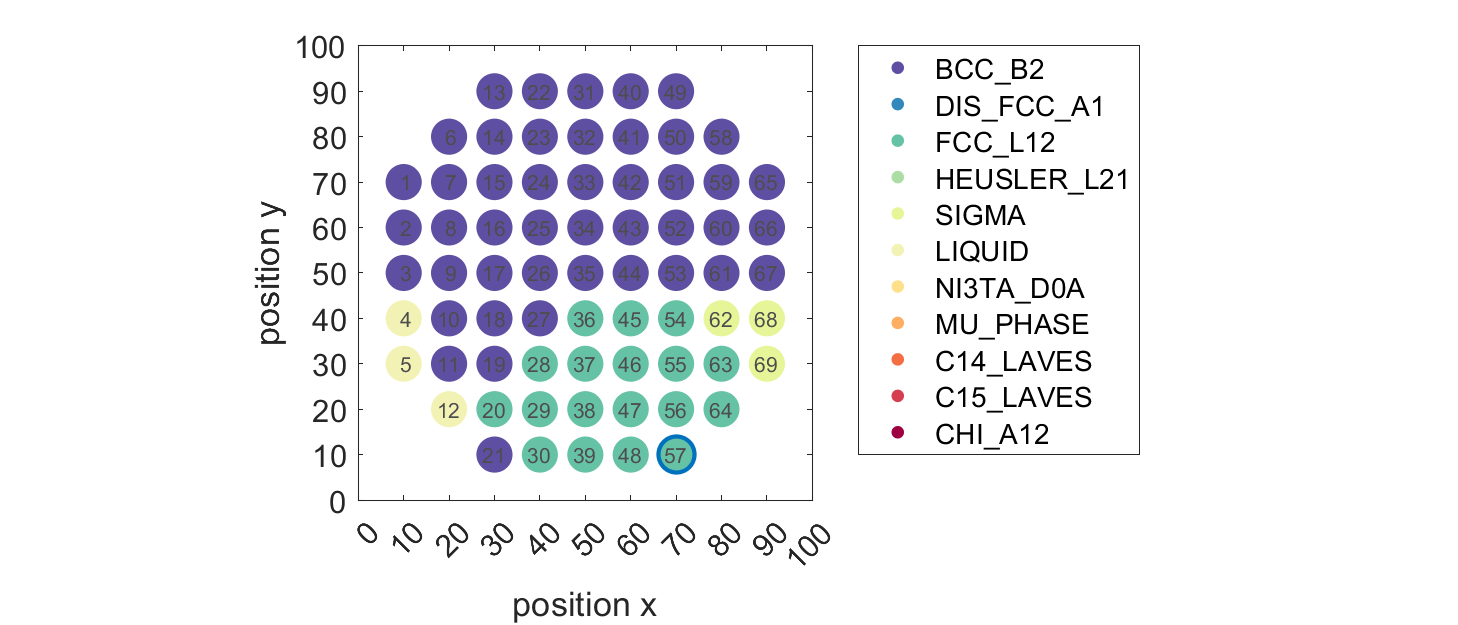 100
90
80
70
60
50
40
30
20
10
0
position y
13 22 31 40 49
6 14 23 32 41 50 58
1 7 15 24 33 42 51 59 65
2 8 16 25 34 43 52 60 66
3 9 17 26 35 44 53 61 67
4 10 18 27 36 45 54 62 68
5 11 19 28 37 46 55 63 69
12 20 29 38 47 56 64
21 30 39 48 57
0 10 20 30 40 50 60 70 80 90 100
position x
BCC_B2
DIS_FCC_A1
FCC_L12
HEUSLER_L21
SIGMA
LIQUID
NI3TA_D0A
MU_PHASE
C14_LAVES
C15_LAVES
CHI_A12